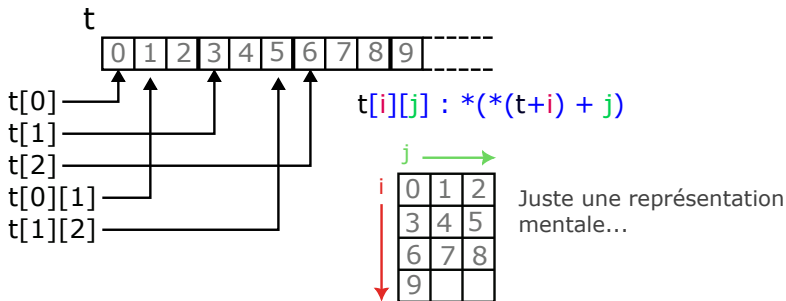 t
0 1 2 3 4 5 6 7 8 9
t[0]
t[1]
t[2]
t[0][1]
t[1][2]
t[i][j] : *(*(t+i) + j)
j
i
0 1 2
3 4 5
6 7 8
9
Juste une représentation
mentale...